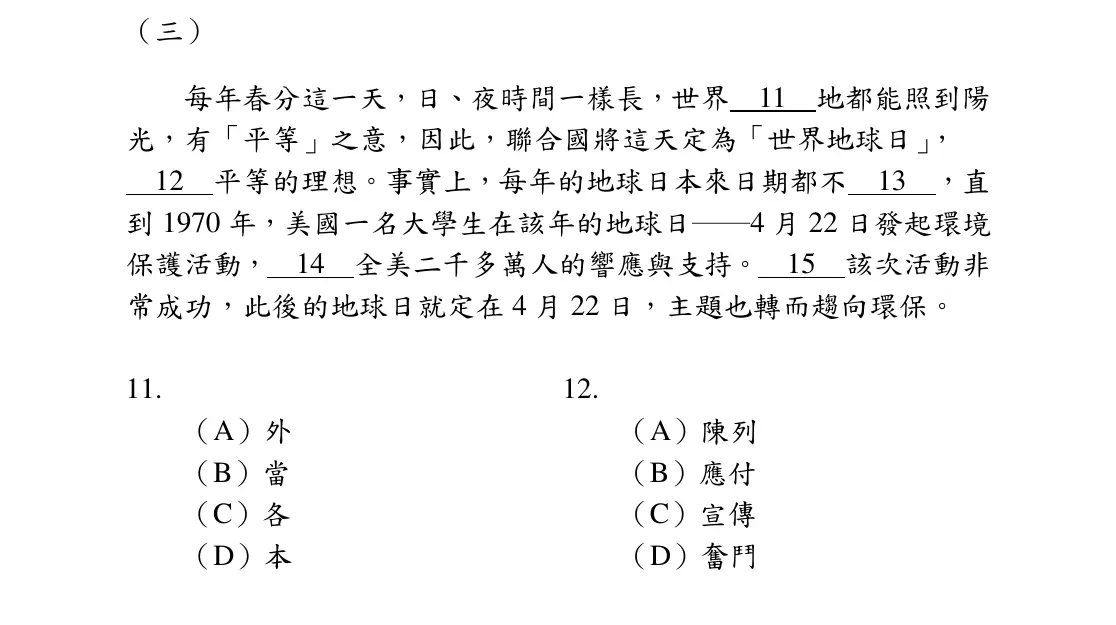 （三）
每年春分這一天，日、夜時間一樣長，世界 11 地都能照到陽
光，有「平等」之意，因此，聯合國將這天定為「世界地球日」，
12 平等的理想。事實上，每年的地球日本來日期都不 13 ，直
到 1970 年，美國一名大學生在該年的地球日——4 月 22 日發起環境
保護活動， 14 全美二千多萬人的響應與支持。 15 該次活動非
常成功，此後的地球日就定在 4 月 22 日，主題也轉而趨向環保。
11. 12.
（A）外 （A）陳列
（B）當 （B）應付
（C）各 （C）宣傳
（D）本 （D）奮鬥